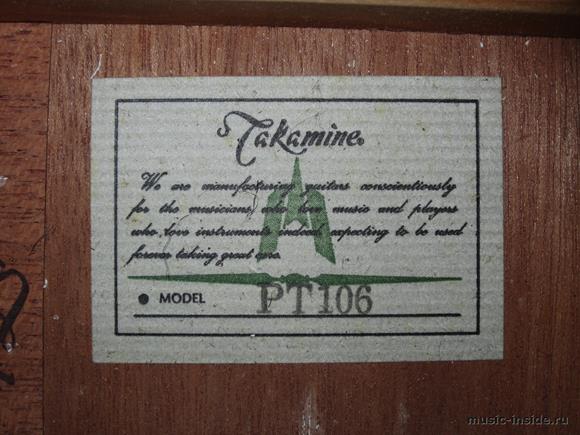 Takamine
We are manufacturing guitars conscientiously
for the musicians, who love music and players
who love instruments indeed expecting to be used
forever taking great care.
MODEL PT106
music-inside.ru